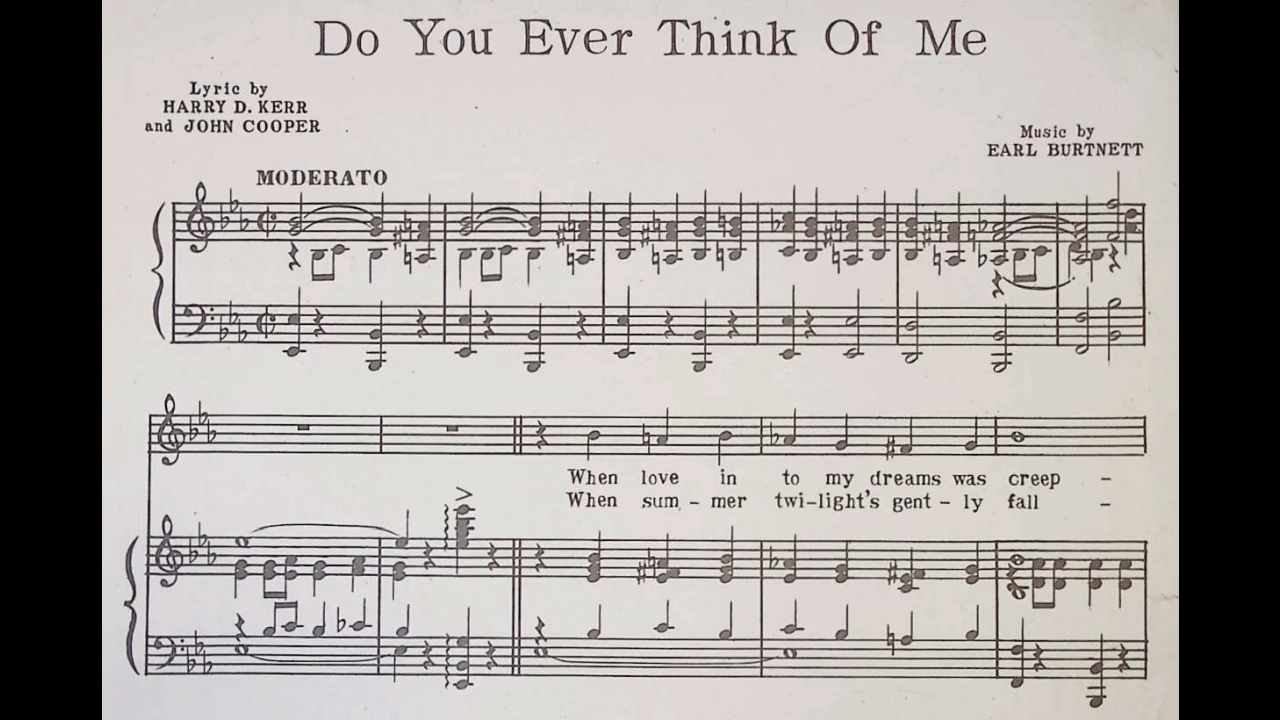 Do You Ever Think Of Me
Lyric by
HARRY D. KERR
and JOHN COOPER
Music by
EARL BURTNETT
MODERATO
When love in to my dreams was creep -
When sum - mer twi-light's gent - ly fall -